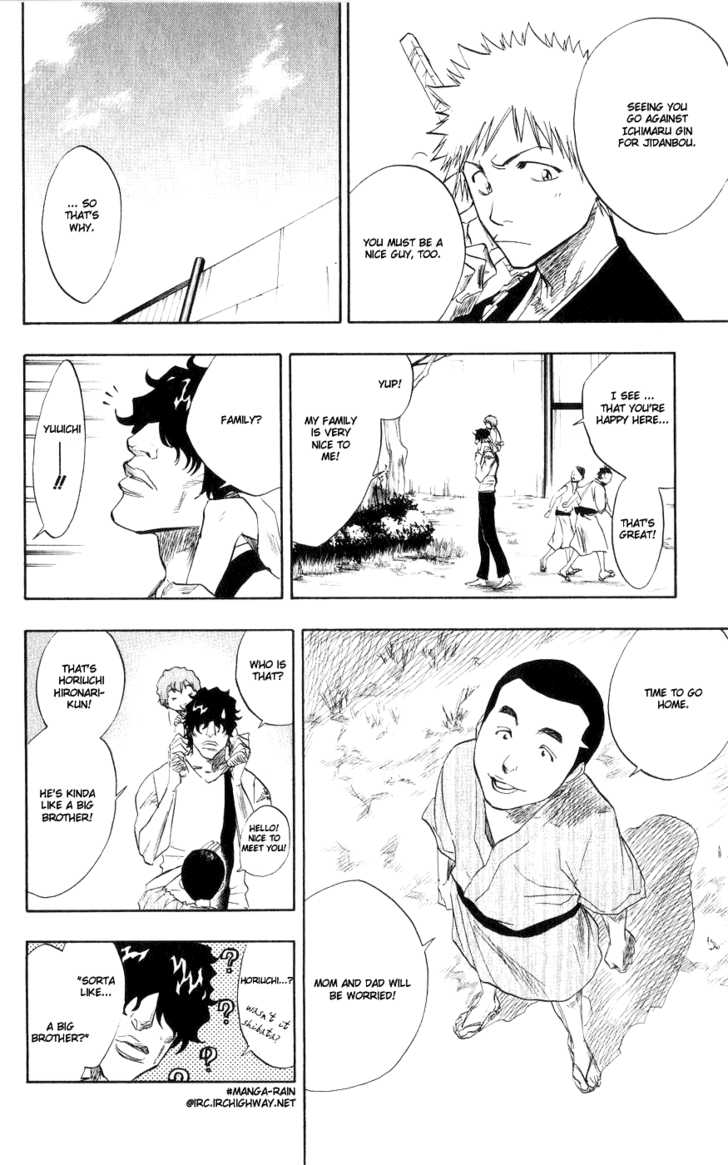 SEEING YOU
GO AGAINST
ICHIMARU GIN
FOR JIDANBOU.
YOU MUST BE A
NICE GUY, TOO.
... SO
THAT'S
WHY.
I SEE ...
THAT YOU'RE
HAPPY HERE...
THAT'S
GREAT!
YUP!
MY FAMILY
IS VERY
NICE TO
ME!
FAMILY?
YUUICHI
!!
TIME TO GO
HOME.
MOM AND DAD WILL
BE WORRIED!
WHO IS
THAT?
THAT'S
HORIUCHI
HIRONARI-
KUN!
HE'S KINDA
LIKE A BIG
BROTHER!
HELLO!
NICE TO
MEET YOU!
HORIUCHI...?
wasn't it
shibata?
? ? ? ?
"SORTA
LIKE...
A BIG
BROTHER?"
#MANGA-RAIN
@IRC.IRCHIGHWAY.NET